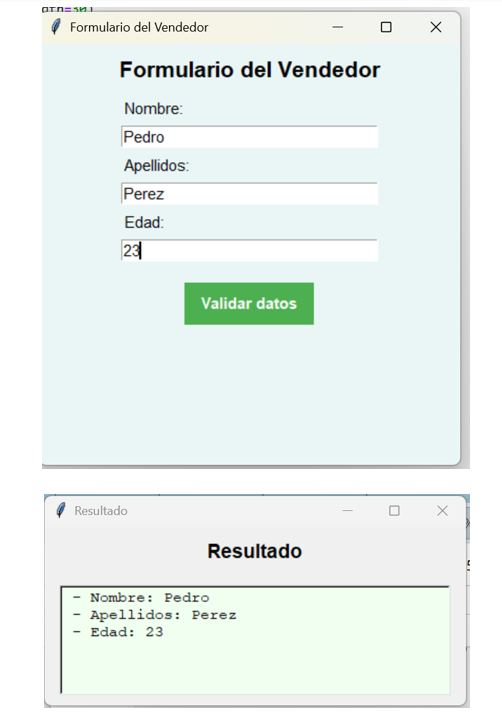 Formulario del Vendedor
Formulario del Vendedor
Nombre:
Pedro
Apellidos:
Perez
Edad:
23
Validar datos
Resultado
Resultado
- Nombre: Pedro
- Apellidos: Perez
- Edad: 23